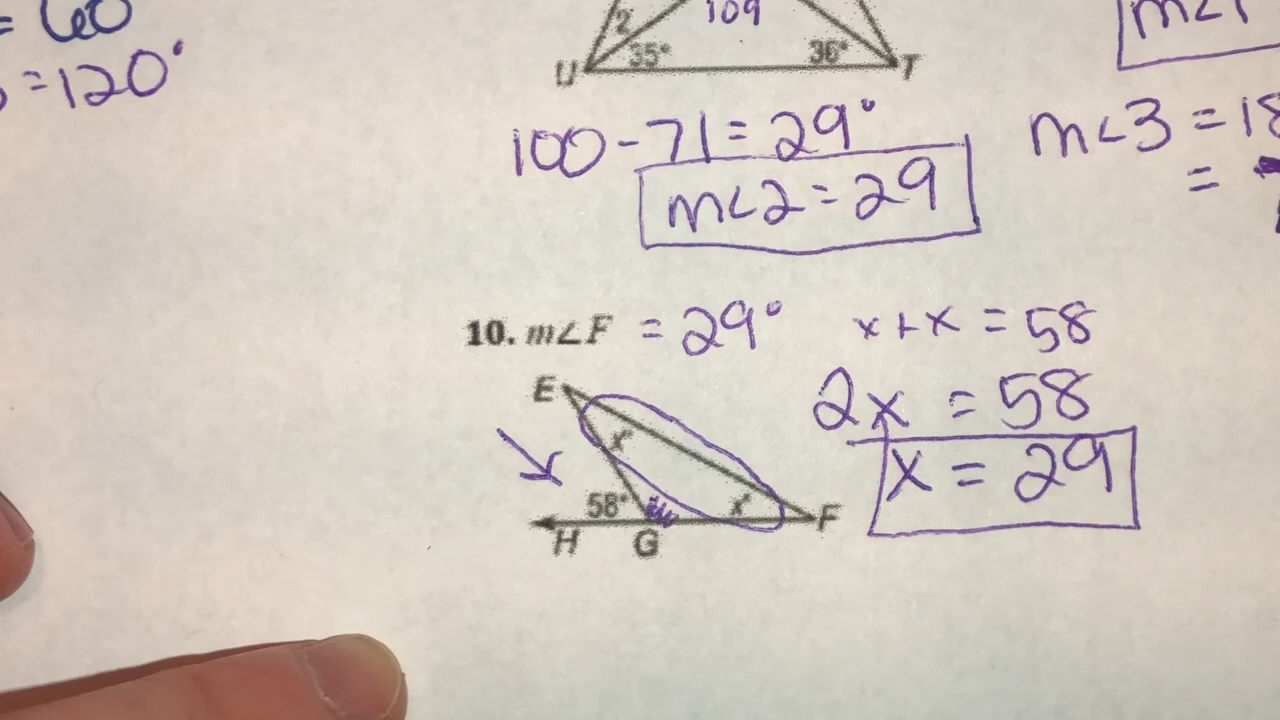 = 60
= 120°
2
109
35°
36°
U
T
m<1
100 - 71 = 29°
m<2 = 29
m<3 = 18
=
10. m∠F = 29°
x + x = 58
2x = 58
x = 29
E
x°
58°
x°
F
H
G